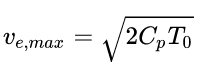 v_{e,max} = \sqrt{2C_pT_0}